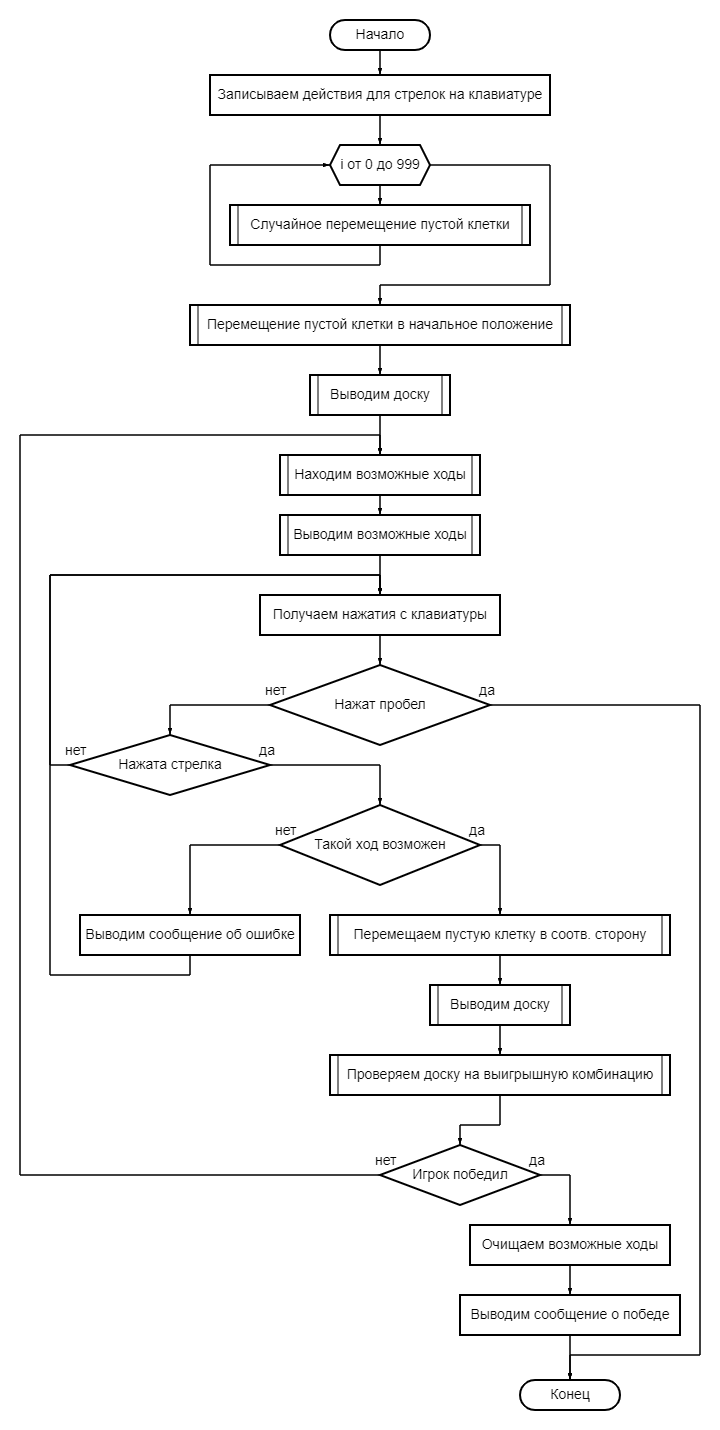 Начало
Записываем действия для стрелок на клавиатуре
i от 0 до 999
Случайное перемещение пустой клетки
Перемещение пустой клетки в начальное положение
Выводим доску
Находим возможные ходы
Выводим возможные ходы
Получаем нажатия с клавиатуры
нет
да
Нажат пробел
нет
да
Нажата стрелка
нет
да
Такой ход возможен
Выводим сообщение об ошибке
Перемещаем пустую клетку в соотв. сторону
Выводим доску
Проверяем доску на выигрышную комбинацию
нет
да
Игрок победил
Очищаем возможные ходы
Выводим сообщение о победе
Конец